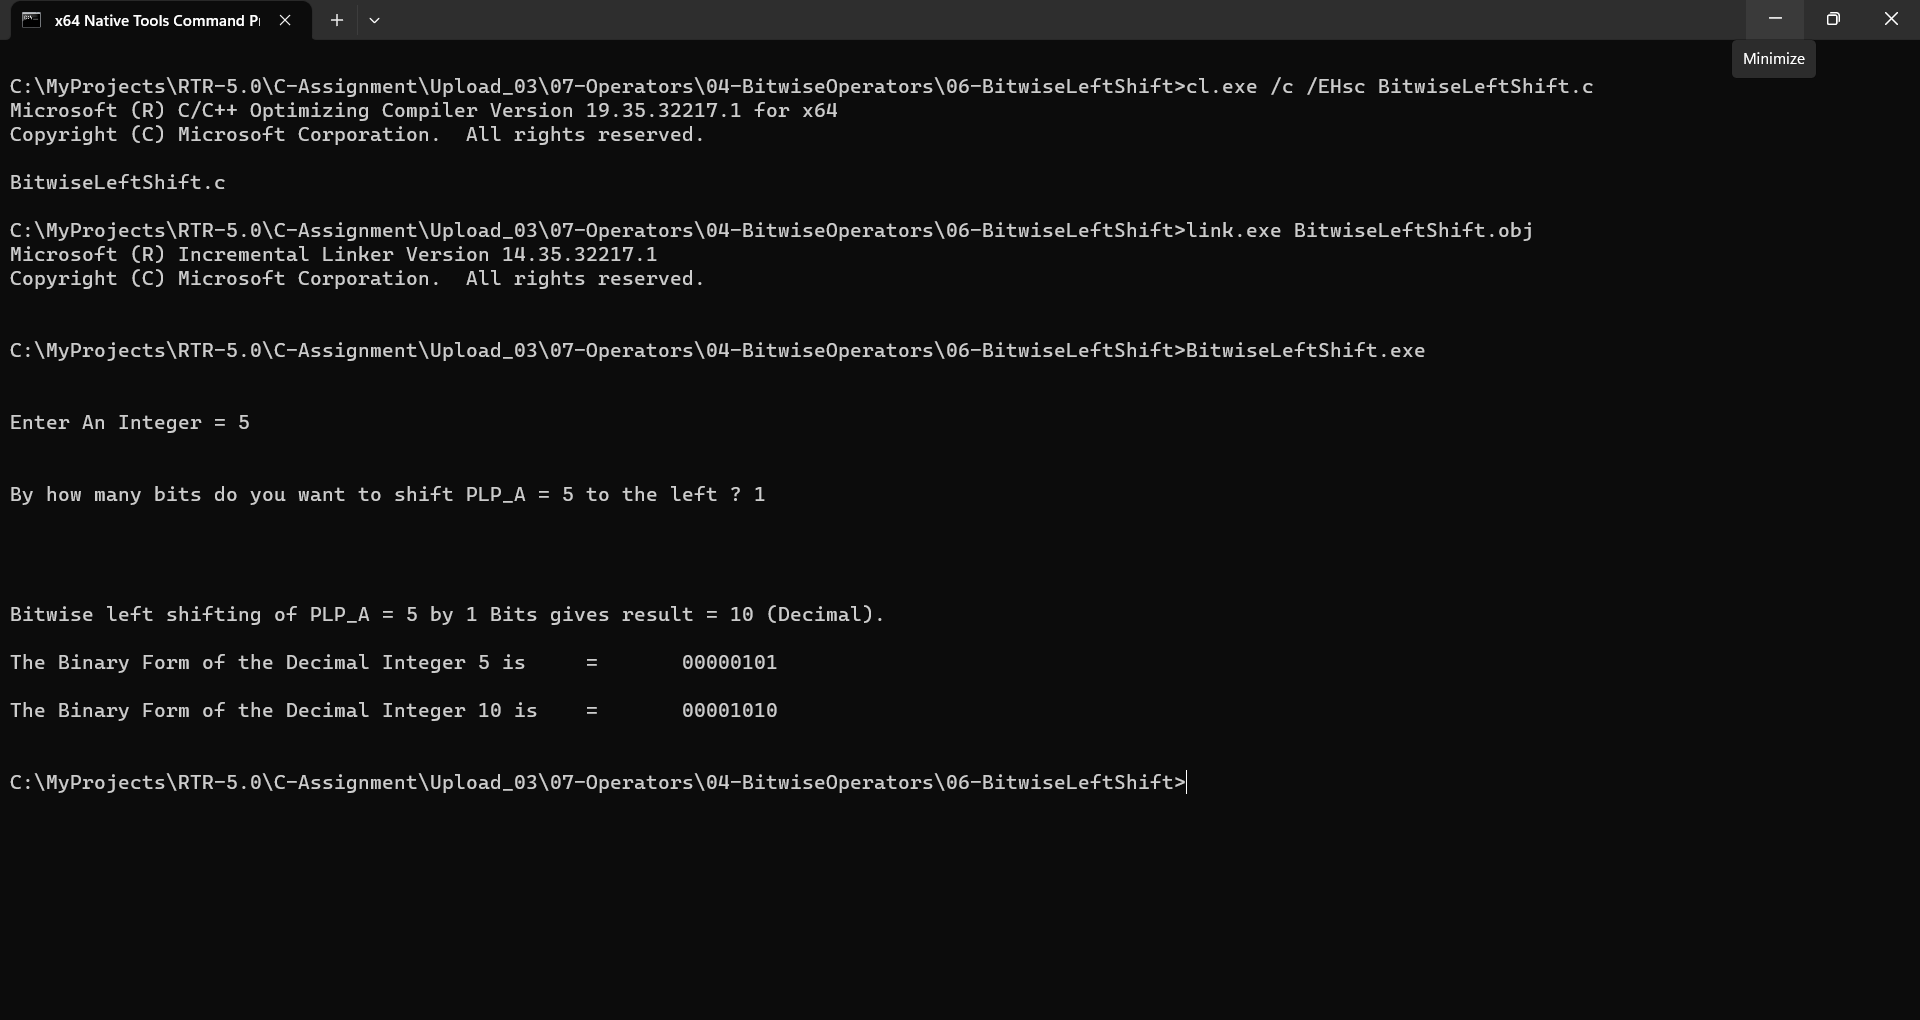 x64 Native Tools Command P
Minimize
C:\MyProjects\RTR-5.0\C-Assignment\Upload_03\07-Operators\04-BitwiseOperators\06-BitwiseLeftShift>cl.exe /c /EHsc BitwiseLeftShift.c
Microsoft (R) C/C++ Optimizing Compiler Version 19.35.32217.1 for x64
Copyright (C) Microsoft Corporation.  All rights reserved.
BitwiseLeftShift.c
C:\MyProjects\RTR-5.0\C-Assignment\Upload_03\07-Operators\04-BitwiseOperators\06-BitwiseLeftShift>link.exe BitwiseLeftShift.obj
Microsoft (R) Incremental Linker Version 14.35.32217.1
Copyright (C) Microsoft Corporation.  All rights reserved.
C:\MyProjects\RTR-5.0\C-Assignment\Upload_03\07-Operators\04-BitwiseOperators\06-BitwiseLeftShift>BitwiseLeftShift.exe
Enter An Integer = 5
By how many bits do you want to shift PLP_A = 5 to the left ? 1
Bitwise left shifting of PLP_A = 5 by 1 Bits gives result = 10 (Decimal).
The Binary Form of the Decimal Integer 5 is     =       00000101
The Binary Form of the Decimal Integer 10 is    =       00001010
C:\MyProjects\RTR-5.0\C-Assignment\Upload_03\07-Operators\04-BitwiseOperators\06-BitwiseLeftShift>